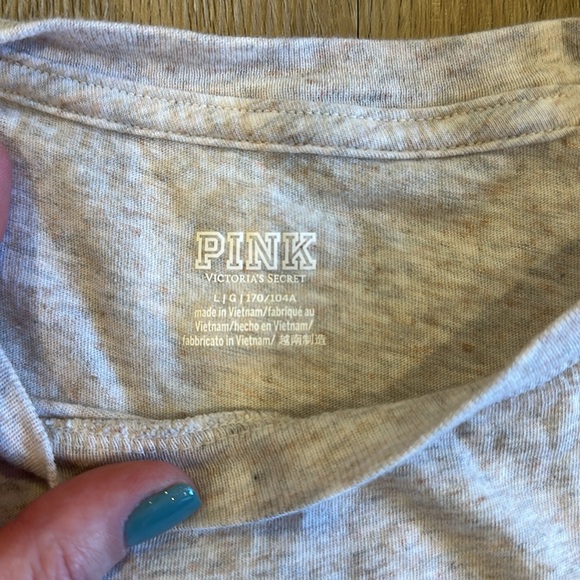 PINK
VICTORIA'S SECRET
L | G | 170/104A
made in Vietnam/fabriqué au
Vietnam/hecho en Vietnam/
fabbricato in Vietnam/ 越南制造